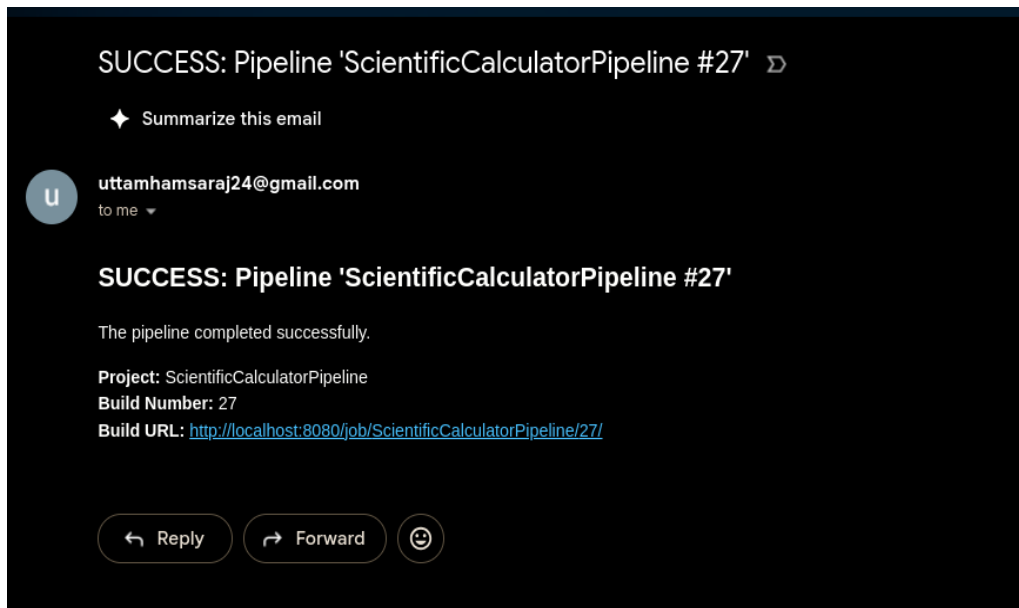 SUCCESS: Pipeline 'ScientificCalculatorPipeline #27'
Summarize this email
u
uttamhamsaraj24@gmail.com
to me
SUCCESS: Pipeline 'ScientificCalculatorPipeline #27'
The pipeline completed successfully.
Project: ScientificCalculatorPipeline
Build Number: 27
Build URL: http://localhost:8080/job/ScientificCalculatorPipeline/27/
Reply
Forward